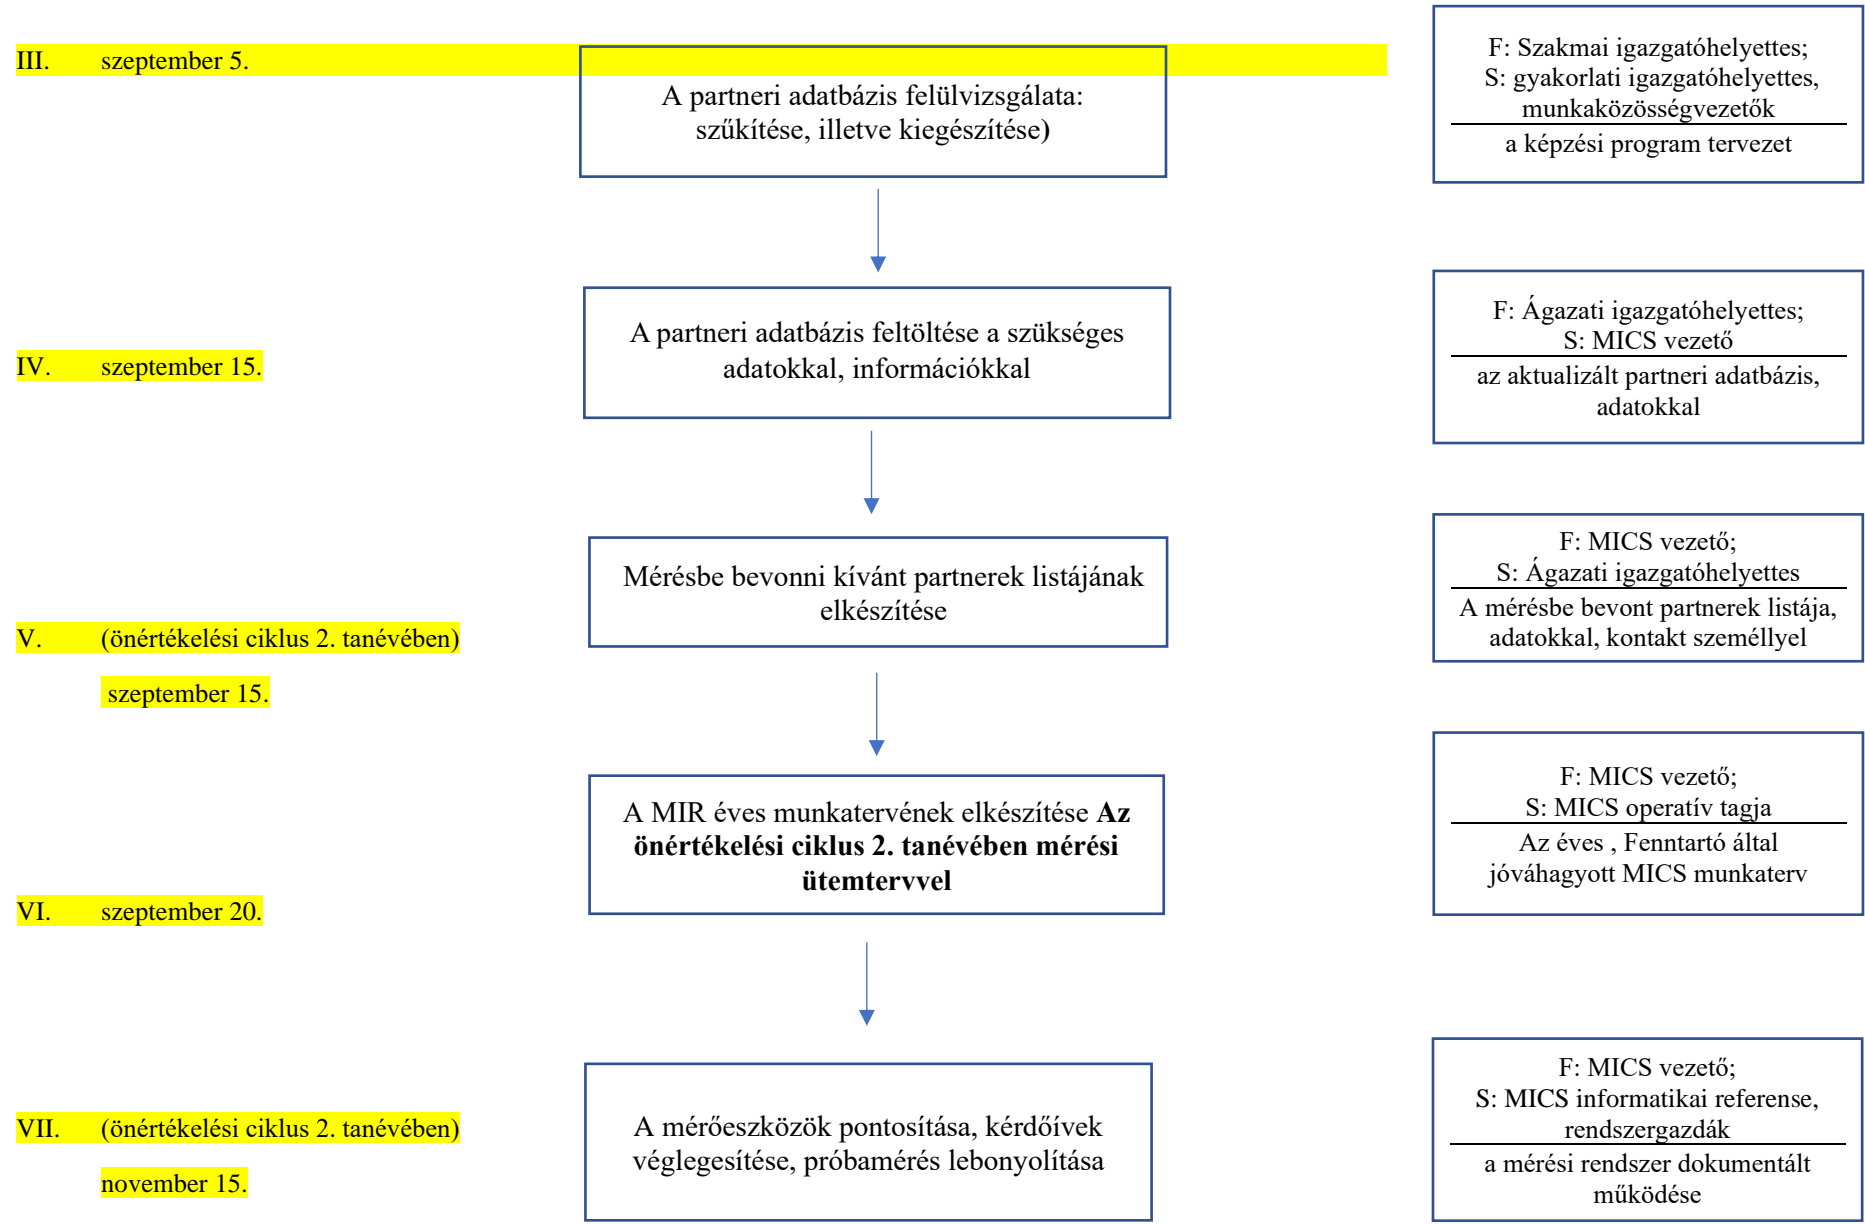 III. szeptember 5.
A partneri adatbázis felülvizsgálata:
szűkítése, illetve kiegészítése)
F: Szakmai igazgatóhelyettes;
S: gyakorlati igazgatóhelyettes,
munkaközösségvezetők
a képzési program tervezet
IV. szeptember 15.
A partneri adatbázis feltöltése a szükséges
adatokkal, információkkal
F: Ágazati igazgatóhelyettes;
S: MICS vezető
az aktualizált partneri adatbázis,
adatokkal
V. (önértékelési ciklus 2. tanévében)
szeptember 15.
Mérésbe bevonni kívánt partnerek listájának
elkészítése
F: MICS vezető;
S: Ágazati igazgatóhelyettes
A mérésbe bevont partnerek listája,
adatokkal, kontakt személlyel
VI. szeptember 20.
A MIR éves munkatervének elkészítése Az
önértékelési ciklus 2. tanévében mérési
ütemtervvel
F: MICS vezető;
S: MICS operatív tagja
Az éves , Fenntartó által
jóváhagyott MICS munkaterv
VII. (önértékelési ciklus 2. tanévében)
november 15.
A mérőeszközök pontosítása, kérdőívek
véglegesítése, próbamérés lebonyolítása
F: MICS vezető;
S: MICS informatikai referense,
rendszergazdák
a mérési rendszer dokumentált
működése